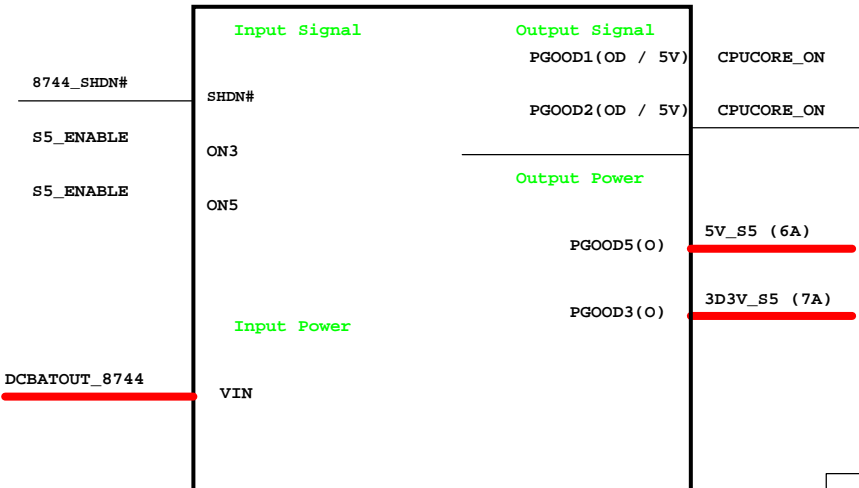 Input Signal Output Signal
PGOOD1(OD / 5V) CPUCORE_ON
8744_SHDN#
SHDN#
PGOOD2(OD / 5V) CPUCORE_ON
S5_ENABLE
ON3
Output Power
S5_ENABLE
ON5
5V_S5 (6A)
PGOOD5(O)
3D3V_S5 (7A)
PGOOD3(O)
Input Power
DCBATOUT_8744
VIN